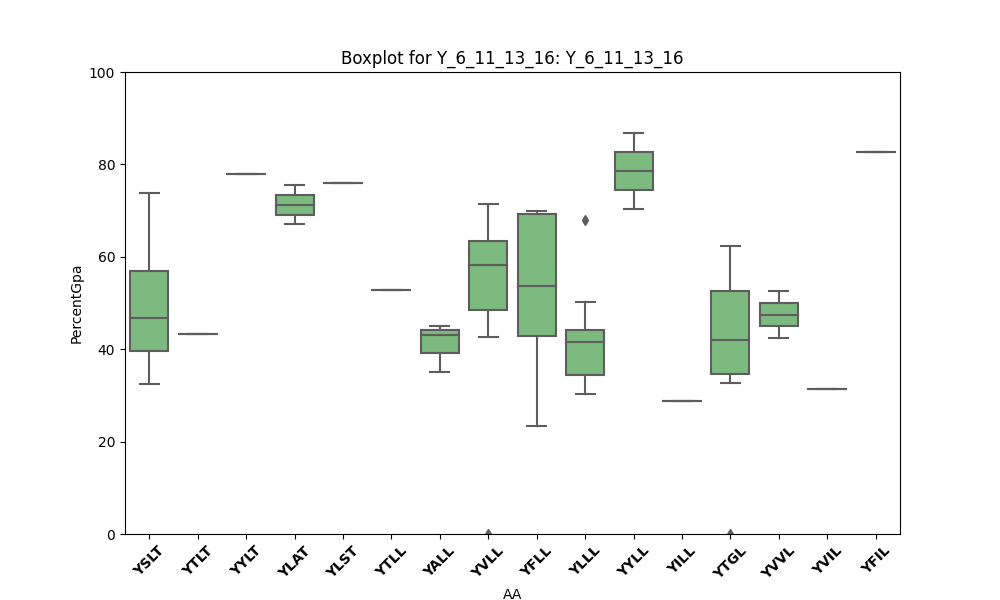 Boxplot for Y_6_11_13_16: Y_6_11_13_16
100
80
60
40
20
0
PercentGpa
YSLT YTLT YYLT YLAT YLST YTLL YALL YVLL YFLL YLLL YYLL YILL YTGL YVVL YVIL YFIL
AA